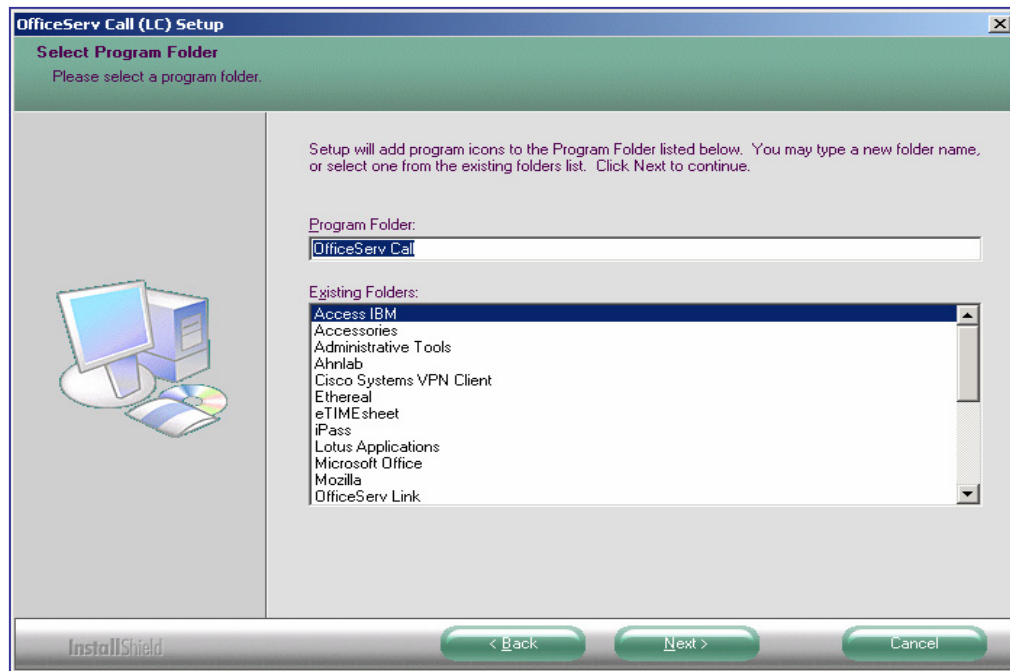 OfficeServ Call (LC) Setup
Select Program Folder
Please select a program folder.
Setup will add program icons to the Program Folder listed below. You may type a new folder name,
or select one from the existing folders list. Click Next to continue.
Program Folder:
OfficeServ Call
Existing Folders:
Access IBM
Accessories
Administrative Tools
Ahnlab
Cisco Systems VPN Client
Ethereal
eTIMEsheet
iPass
Lotus Applications
Microsoft Office
Mozilla
OfficeServ Link
InstallShield
< Back
Next >
Cancel